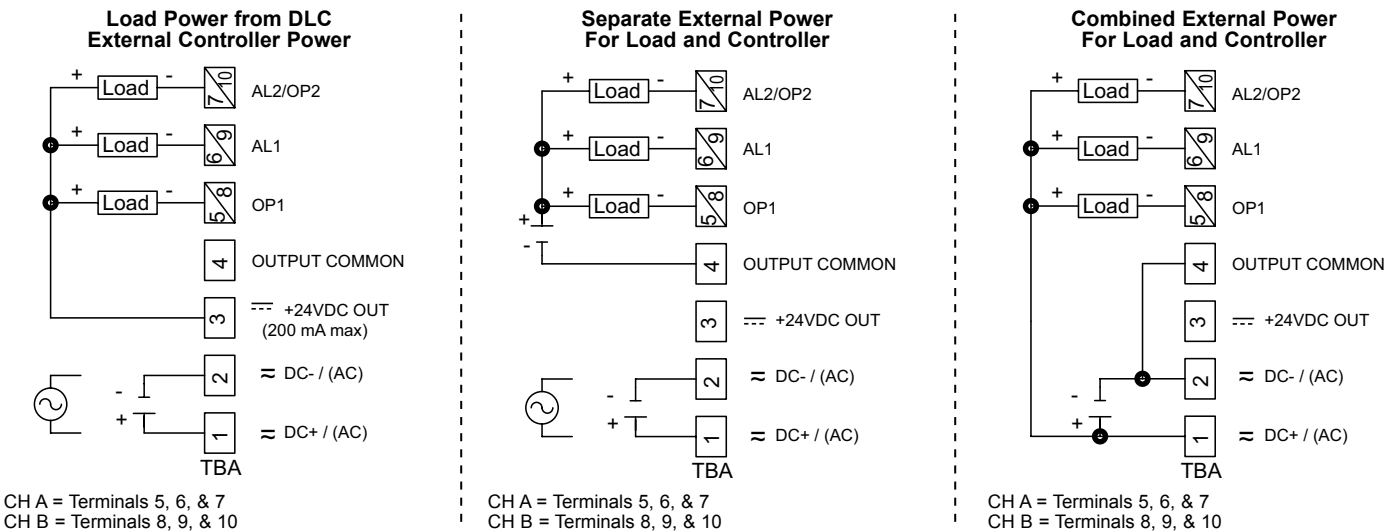 Load Power from DLC
External Controller Power
+ Load - 7/10 AL2/OP2
+ Load - 6/9 AL1
+ Load - 5/8 OP1
4 OUTPUT COMMON
3 +24VDC OUT
(200 mA max)
- 2 ≂ DC- / (AC)
+ 1 ≂ DC+ / (AC)
TBA
CH A = Terminals 5, 6, & 7
CH B = Terminals 8, 9, & 10
Separate External Power
For Load and Controller
+ Load - 7/10 AL2/OP2
+ Load - 6/9 AL1
+ Load - 5/8 OP1
+
- 4 OUTPUT COMMON
3 +24VDC OUT
- 2 ≂ DC- / (AC)
+ 1 ≂ DC+ / (AC)
TBA
CH A = Terminals 5, 6, & 7
CH B = Terminals 8, 9, & 10
Combined External Power
For Load and Controller
+ Load - 7/10 AL2/OP2
+ Load - 6/9 AL1
+ Load - 5/8 OP1
4 OUTPUT COMMON
3 +24VDC OUT
- 2 ≂ DC- / (AC)
+ 1 ≂ DC+ / (AC)
TBA
CH A = Terminals 5, 6, & 7
CH B = Terminals 8, 9, & 10